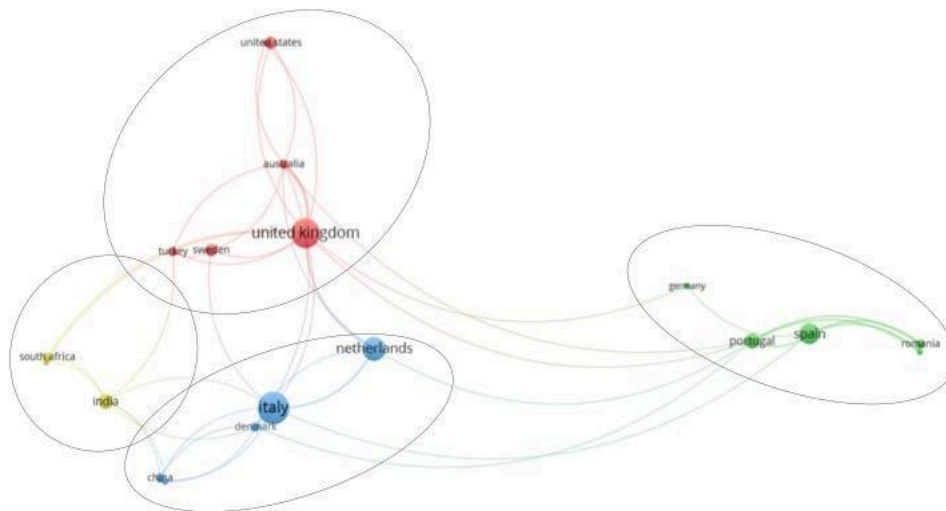 united states
australia
united kingdom
turkey
sweden
germany
portugal
spain
romania
netherlands
south africa
india
italy
denmark
china